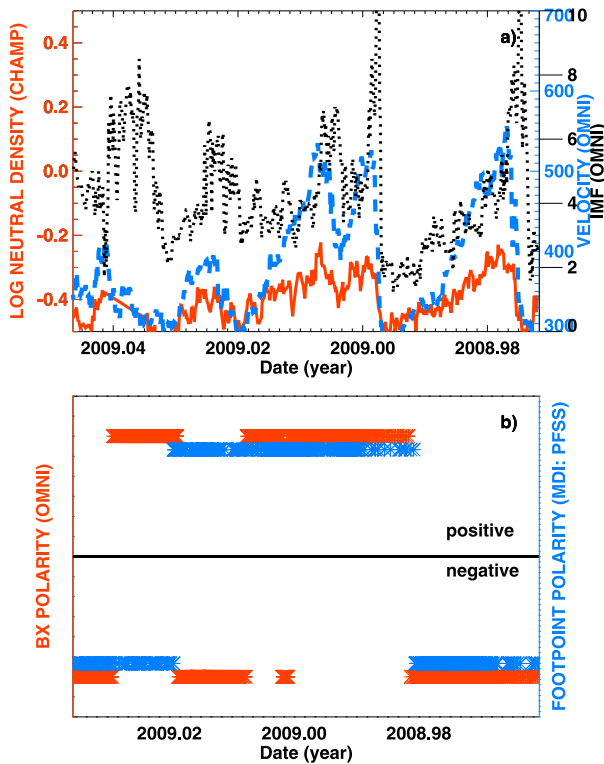 a)
0.4
0.2
0.0
-0.2
-0.4
LOG NEUTRAL DENSITY (CHAMP)
700
600
500
400
300
VELOCITY (OMNI)
10
8
6
4
2
0
IMF (OMNI)
2009.04
2009.02
2009.00
2008.98
Date (year)
b)
BX POLARITY (OMNI)
positive
negative
FOOTPOINT POLARITY (MDI: PFSS)
2009.02
2009.00
2008.98
Date (year)